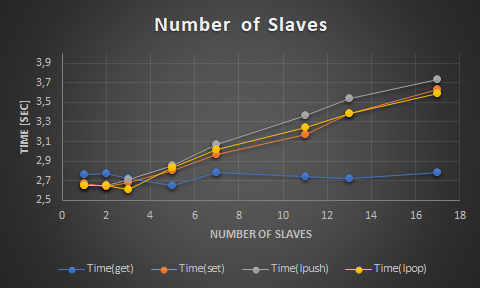 Number of Slaves
TIME [SEC]
3,9
3,7
3,5
3,3
3,1
2,9
2,7
2,5
0 2 4 6 8 10 12 14 16 18
NUMBER OF SLAVES
Time(get) Time(set) Time(lpush) Time(lpop)